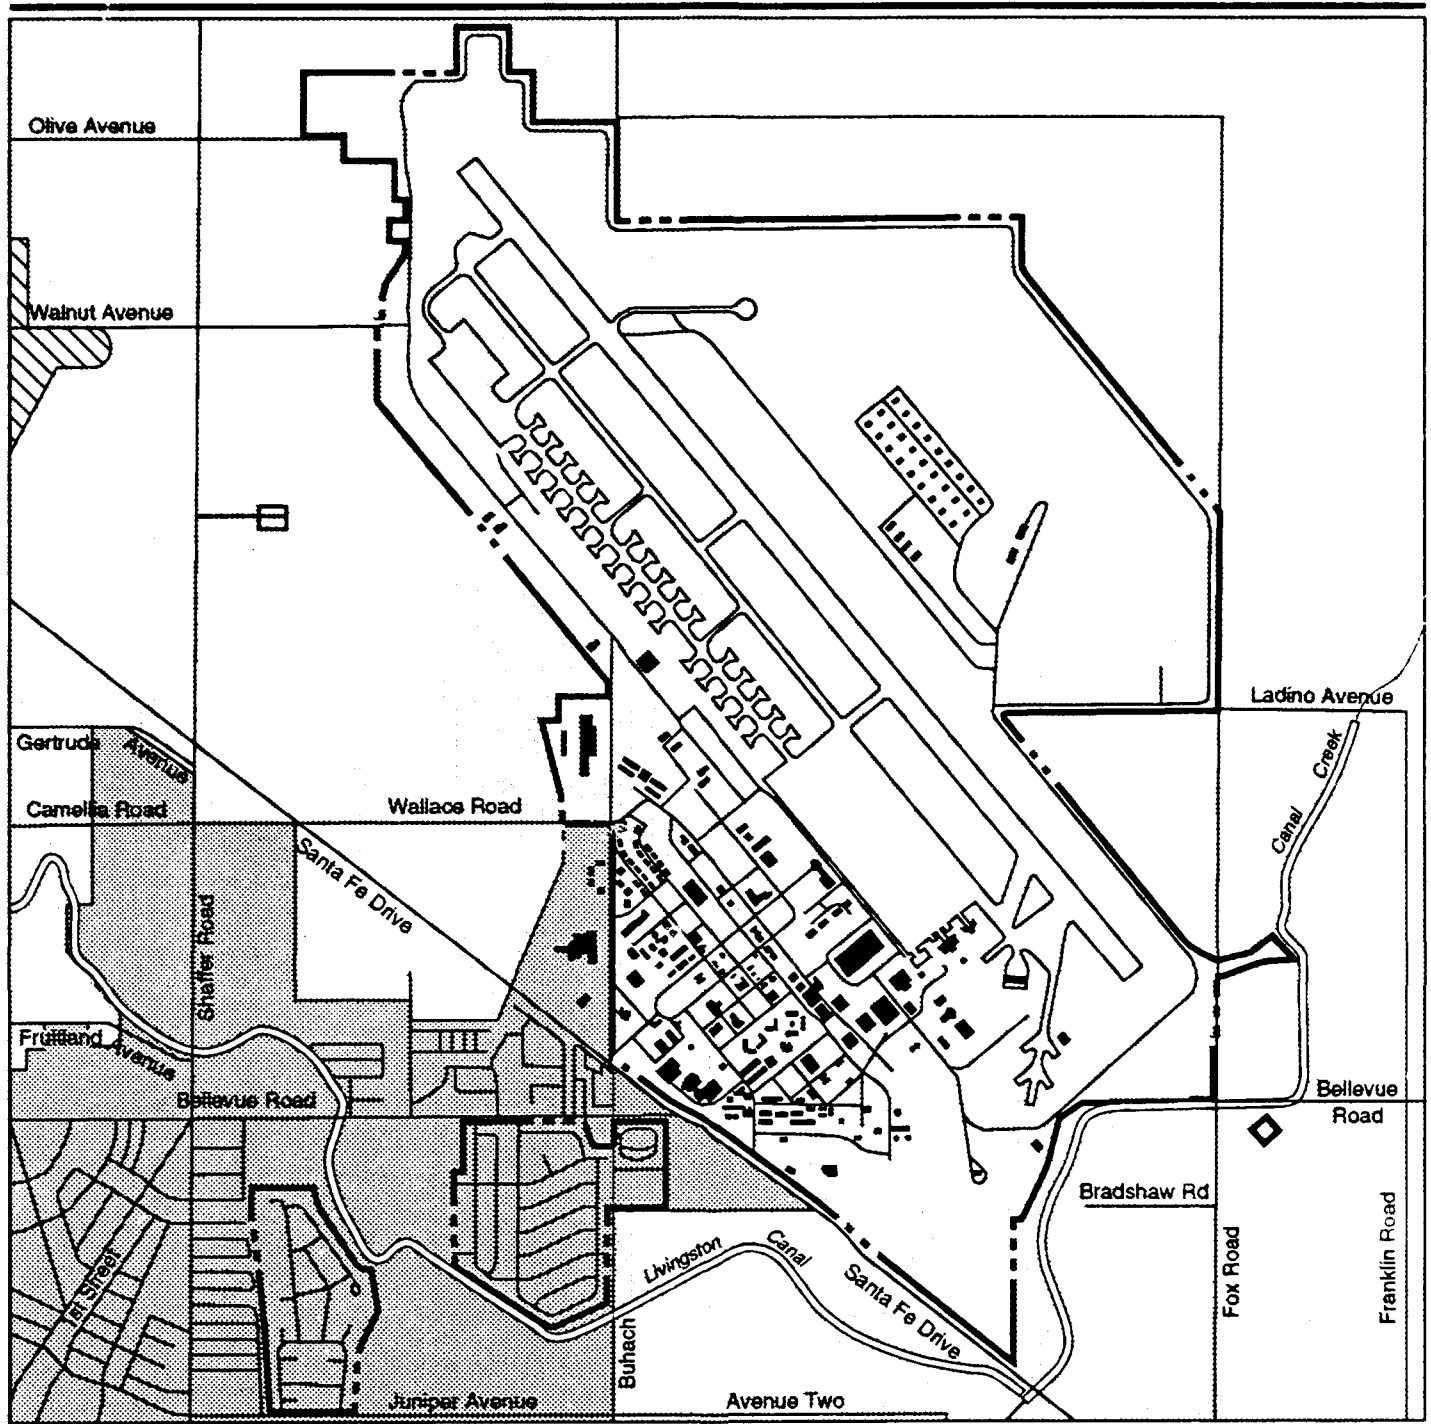 Olive Avenue
Walnut Avenue
Ladino Avenue
Gertrude Avenue
Canal Creek
Camellia Road
Wallace Road
Santa Fe Drive
Shaffer Road
Fruitland Avenue
Bellevue Road
Bellevue
Road
Bradshaw Rd
Livingston Canal
1st Street
Santa Fe Drive
Fox Road
Franklin Road
Buhach
Juniper Avenue
Avenue Two